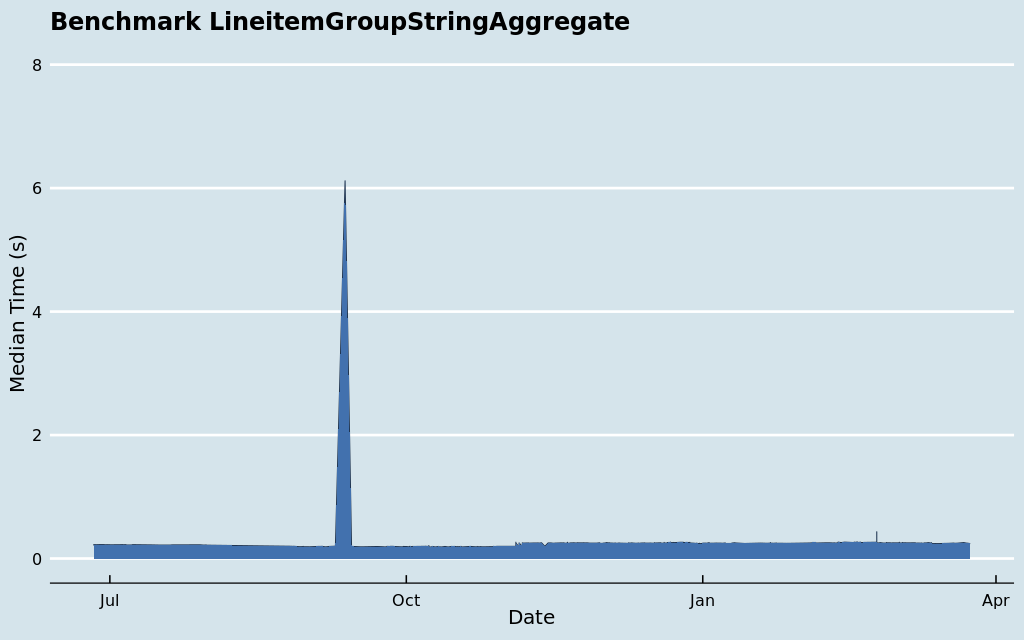 Benchmark LineitemGroupStringAggregate
Median Time (s)
8
6
4
2
0
Jul
Oct
Jan
Apr
Date